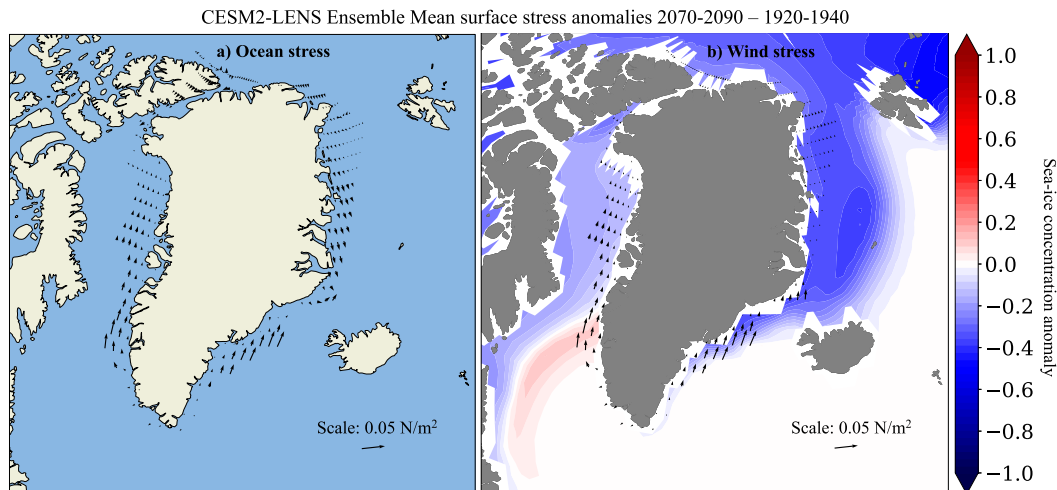 CESM2-LENS Ensemble Mean surface stress anomalies 2070-2090 – 1920-1940
a) Ocean stress
b) Wind stress
Scale: 0.05 N/m²
Scale: 0.05 N/m²
1.0
0.8
0.6
0.4
0.2
0.0
−0.2
−0.4
−0.6
−0.8
−1.0
Sea-ice concentration anomaly